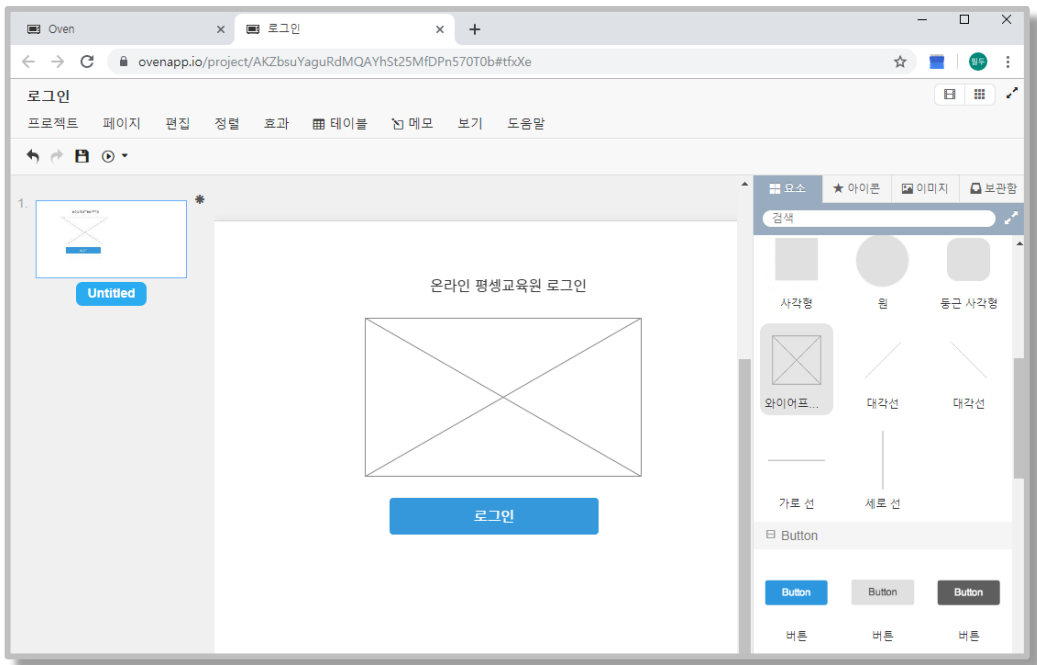 Oven
로그인
ovenapp.io/project/AKZbsuYaguRdMQAYhSt25MfDPn570T0b#tfxXe
로그인
프로젝트 페이지 편집 정렬 효과 테이블 메모 보기 도움말
1.
Untitled
온라인 평생교육원 로그인
로그인
요소 아이콘 이미지 보관함
검색
사각형 원 둥근 사각형
와이어프... 대각선 대각선
가로 선 세로 선
Button
Button Button Button
버튼 버튼 버튼